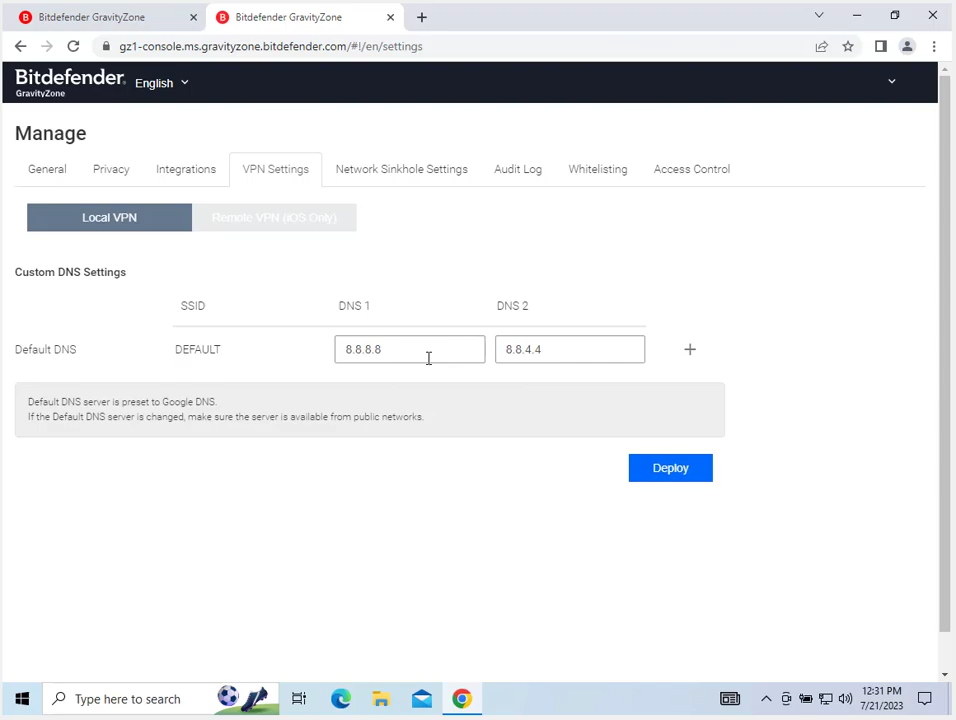 Bitdefender GravityZone
Bitdefender GravityZone
gz1-console.ms.gravityzone.bitdefender.com/#!/en/settings
Bitdefender
GravityZone
English
Manage
General Privacy Integrations VPN Settings Network Sinkhole Settings Audit Log Whitelisting Access Control
Local VPN Remote VPN (iOS Only)
Custom DNS Settings
SSID DNS 1 DNS 2
Default DNS DEFAULT 8.8.8.8 8.8.4.4
Default DNS server is preset to Google DNS.
If the Default DNS server is changed, make sure the server is available from public networks.
Deploy
Type here to search
12:31 PM
7/21/2023